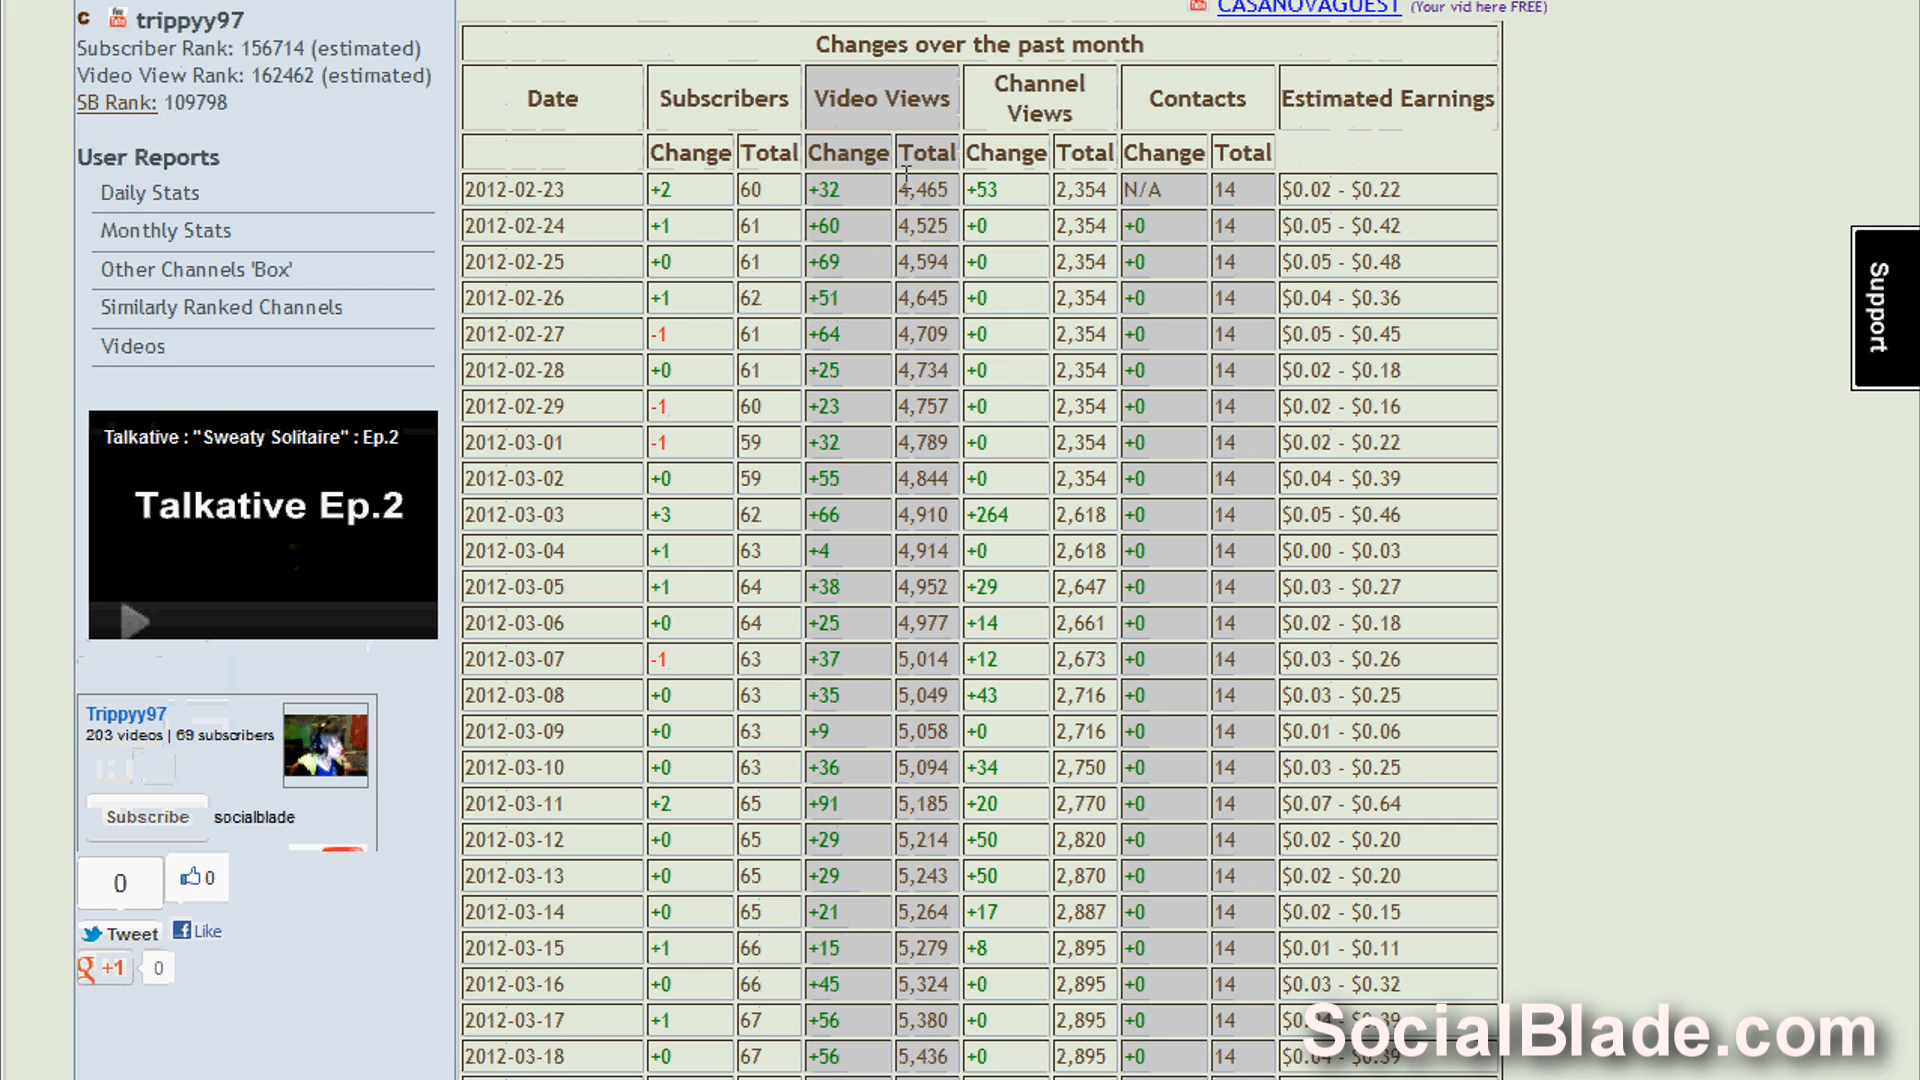 C trippyy97
Subscriber Rank: 156714 (estimated)
Video View Rank: 162462 (estimated)
SB Rank: 109798
User Reports
Daily Stats
Monthly Stats
Other Channels 'Box'
Similarly Ranked Channels
Videos
Talkative : "Sweaty Solitaire" : Ep.2
Talkative Ep.2
Trippyy97
203 videos | 69 subscribers
Subscribe socialblade
0 0
Tweet Like
+1 0
CASANOVAGUEST (Your vid here FREE)
Changes over the past month
Date Subscribers Video Views Channel Views Contacts Estimated Earnings
Change Total Change Total Change Total Change Total
2012-02-23 +2 60 +32 4,465 +53 2,354 N/A 14 $0.02 - $0.22
2012-02-24 +1 61 +60 4,525 +0 2,354 +0 14 $0.05 - $0.42
2012-02-25 +0 61 +69 4,594 +0 2,354 +0 14 $0.05 - $0.48
2012-02-26 +1 62 +51 4,645 +0 2,354 +0 14 $0.04 - $0.36
2012-02-27 -1 61 +64 4,709 +0 2,354 +0 14 $0.05 - $0.45
2012-02-28 +0 61 +25 4,734 +0 2,354 +0 14 $0.02 - $0.18
2012-02-29 -1 60 +23 4,757 +0 2,354 +0 14 $0.02 - $0.16
2012-03-01 -1 59 +32 4,789 +0 2,354 +0 14 $0.02 - $0.22
2012-03-02 +0 59 +55 4,844 +0 2,354 +0 14 $0.04 - $0.39
2012-03-03 +3 62 +66 4,910 +264 2,618 +0 14 $0.05 - $0.46
2012-03-04 +1 63 +4 4,914 +0 2,618 +0 14 $0.00 - $0.03
2012-03-05 +1 64 +38 4,952 +29 2,647 +0 14 $0.03 - $0.27
2012-03-06 +0 64 +25 4,977 +14 2,661 +0 14 $0.02 - $0.18
2012-03-07 -1 63 +37 5,014 +12 2,673 +0 14 $0.03 - $0.26
2012-03-08 +0 63 +35 5,049 +43 2,716 +0 14 $0.03 - $0.25
2012-03-09 +0 63 +9 5,058 +0 2,716 +0 14 $0.01 - $0.06
2012-03-10 +0 63 +36 5,094 +34 2,750 +0 14 $0.03 - $0.25
2012-03-11 +2 65 +91 5,185 +20 2,770 +0 14 $0.07 - $0.64
2012-03-12 +0 65 +29 5,214 +50 2,820 +0 14 $0.02 - $0.20
2012-03-13 +0 65 +29 5,243 +50 2,870 +0 14 $0.02 - $0.20
2012-03-14 +0 65 +21 5,264 +17 2,887 +0 14 $0.02 - $0.15
2012-03-15 +1 66 +15 5,279 +8 2,895 +0 14 $0.01 - $0.11
2012-03-16 +0 66 +45 5,324 +0 2,895 +0 14 $0.03 - $0.32
2012-03-17 +1 67 +56 5,380 +0 2,895 +0 14 $0.04 - $0.39
2012-03-18 +0 67 +56 5,436 +0 2,895 +0 14 $0.04 - $0.39
Support
SocialBlade.com